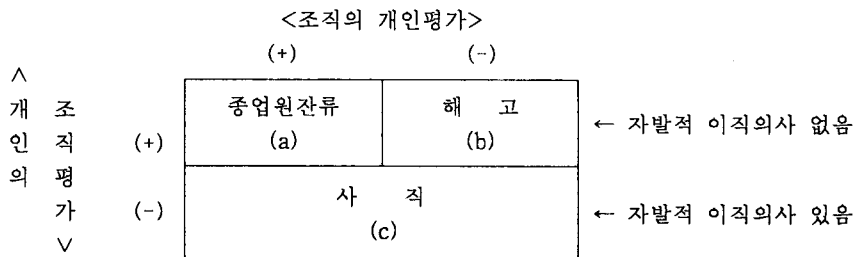 <조직의 개인평가>
(+) (-)
<개인의 조직평가>
(+)
종업원잔류
(a)
해 고
(b)
← 자발적 이직의사 없음
(-)
사 직
(c)
← 자발적 이직의사 있음